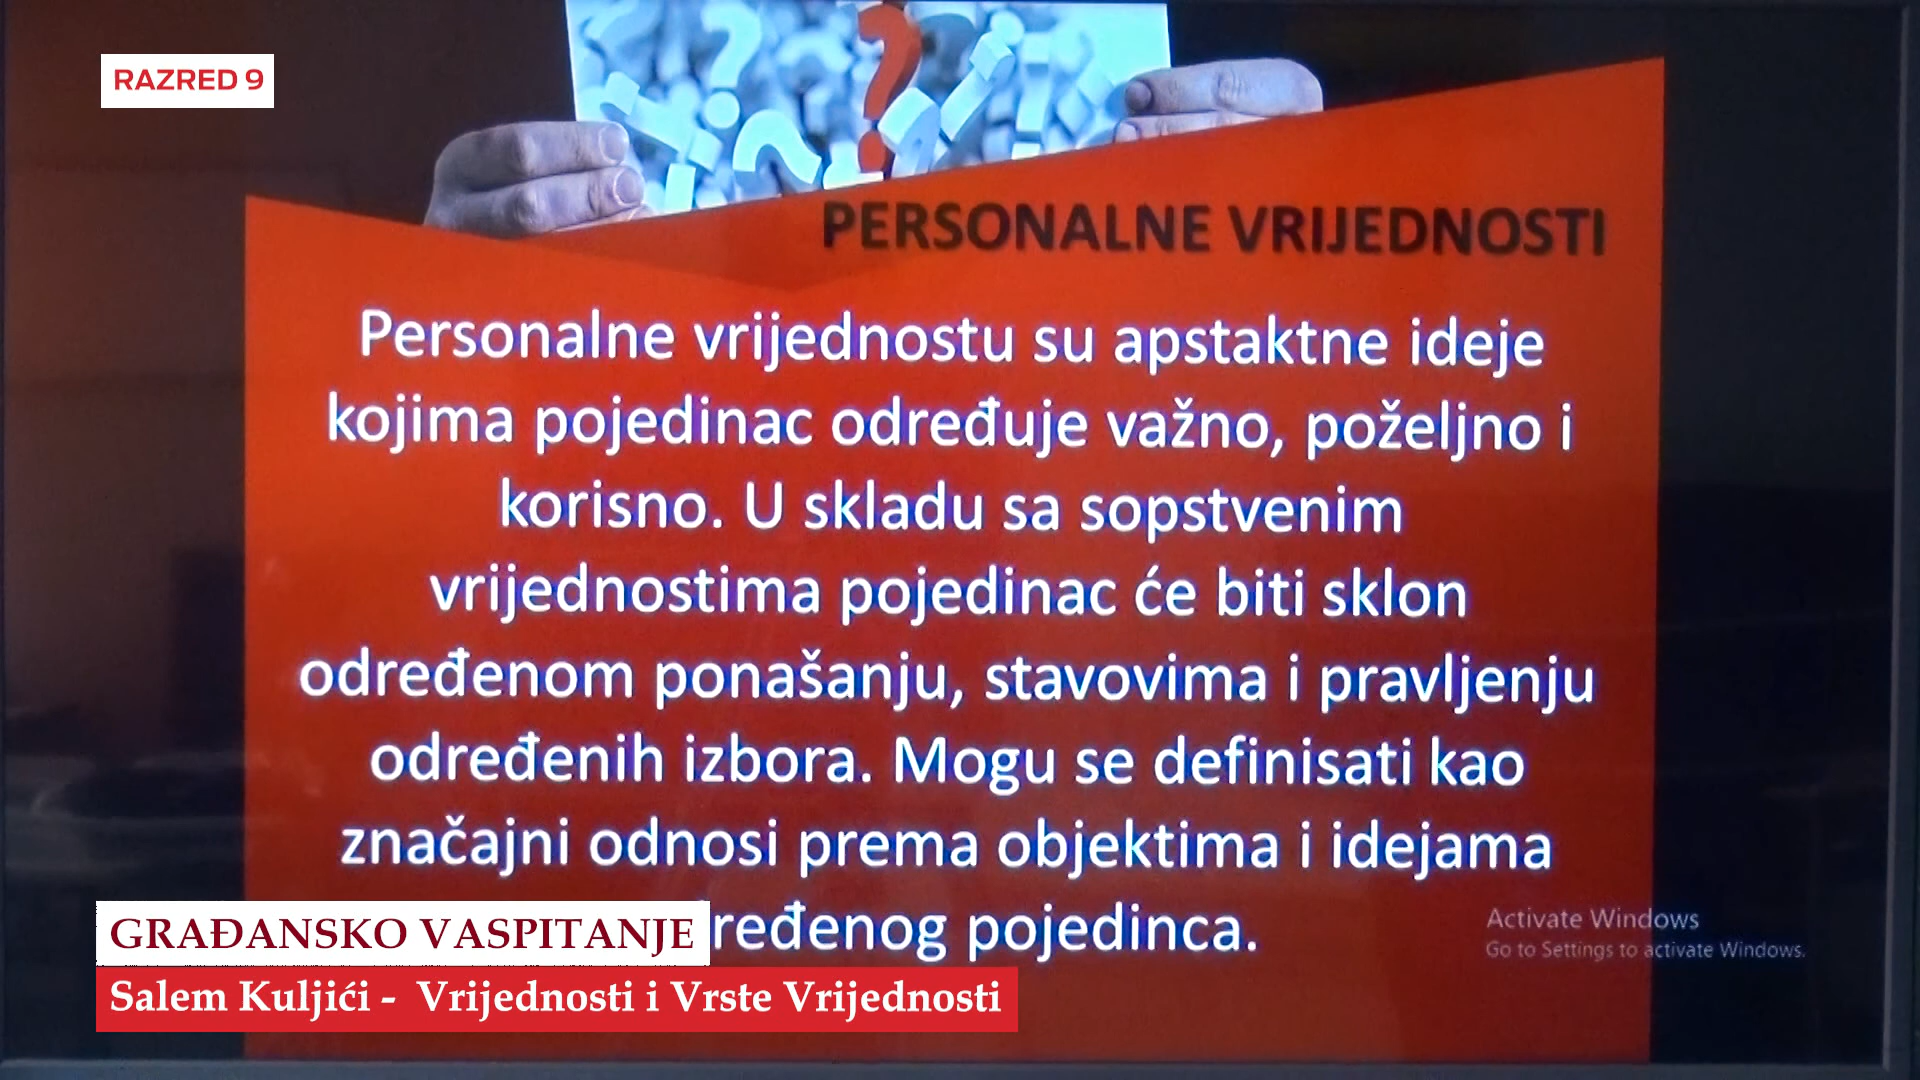 RAZRED 9
PERSONALNE VRIJEDNOSTI
Personalne vrijednostu su apstaktne ideje
kojima pojedinac određuje važno, poželjno i
korisno. U skladu sa sopstvenim
vrijednostima pojedinac će biti sklon
određenom ponašanju, stavovima i pravljenju
određenih izbora. Mogu se definisati kao
značajni odnosi prema objektima i idejama
ređenog pojedinca.
GRAĐANSKO VASPITANJE
Salem Kuljići - Vrijednosti i Vrste Vrijednosti
Activate Windows
Go to Settings to activate Windows.